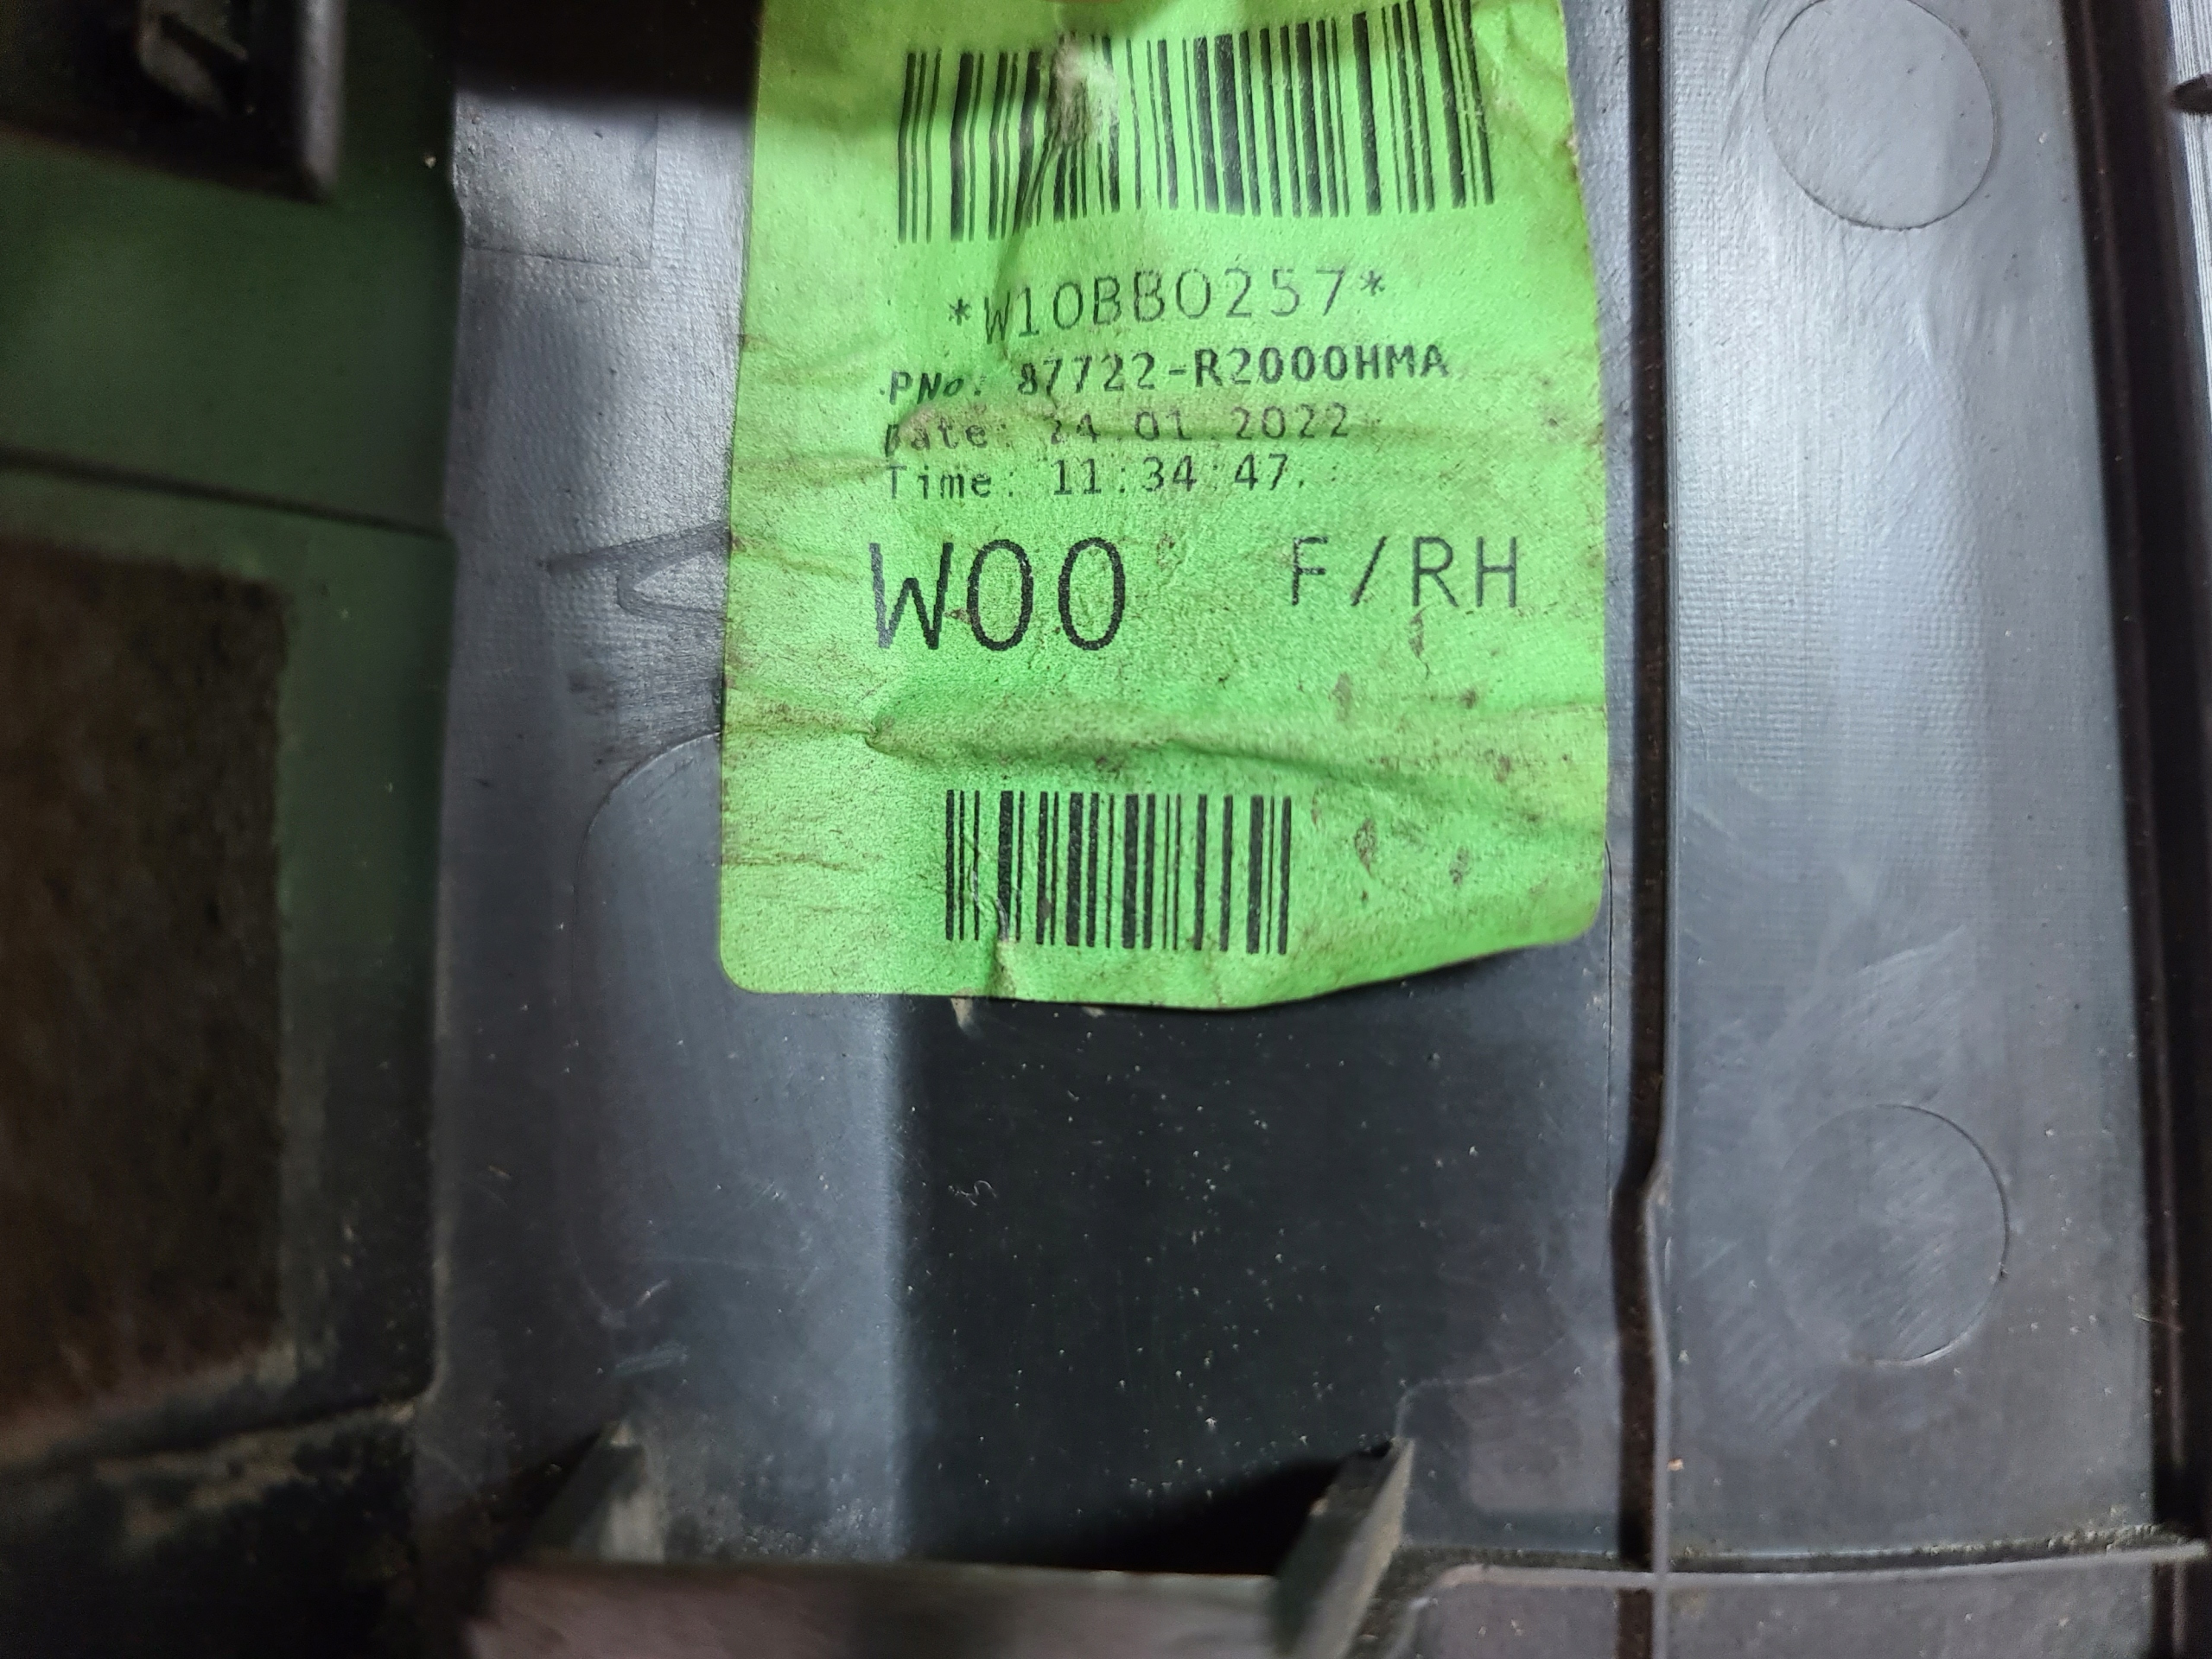 *W10BB0257*
PNo: 87722-R2000HMA
Date: 24.01.2022
Time: 11:34:47
W00 F/RH